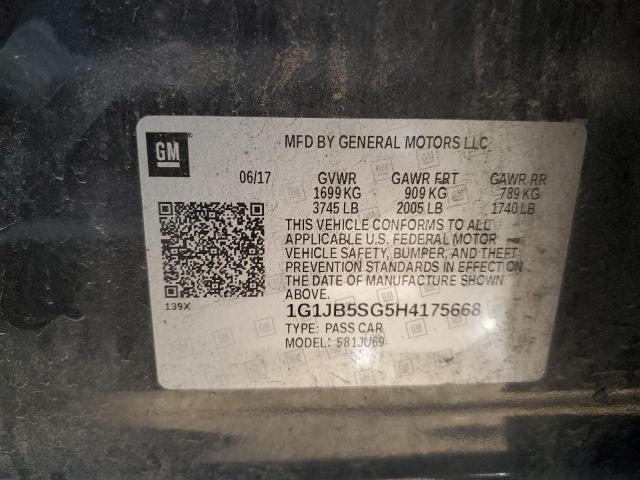 GM
MFD BY GENERAL MOTORS LLC
06/17 GVWR GAWR FRT GAWR RR
1699 KG 909 KG 789 KG
3745 LB 2005 LB 1740 LB
THIS VEHICLE CONFORMS TO ALL
APPLICABLE U.S. FEDERAL MOTOR
VEHICLE SAFETY, BUMPER, AND THEFT
PREVENTION STANDARDS IN EFFECT ON
THE DATE OF MANUFACTURE SHOWN
ABOVE.
139X
1G1JB5SG5H4175668
TYPE: PASS CAR
MODEL: 581JU69